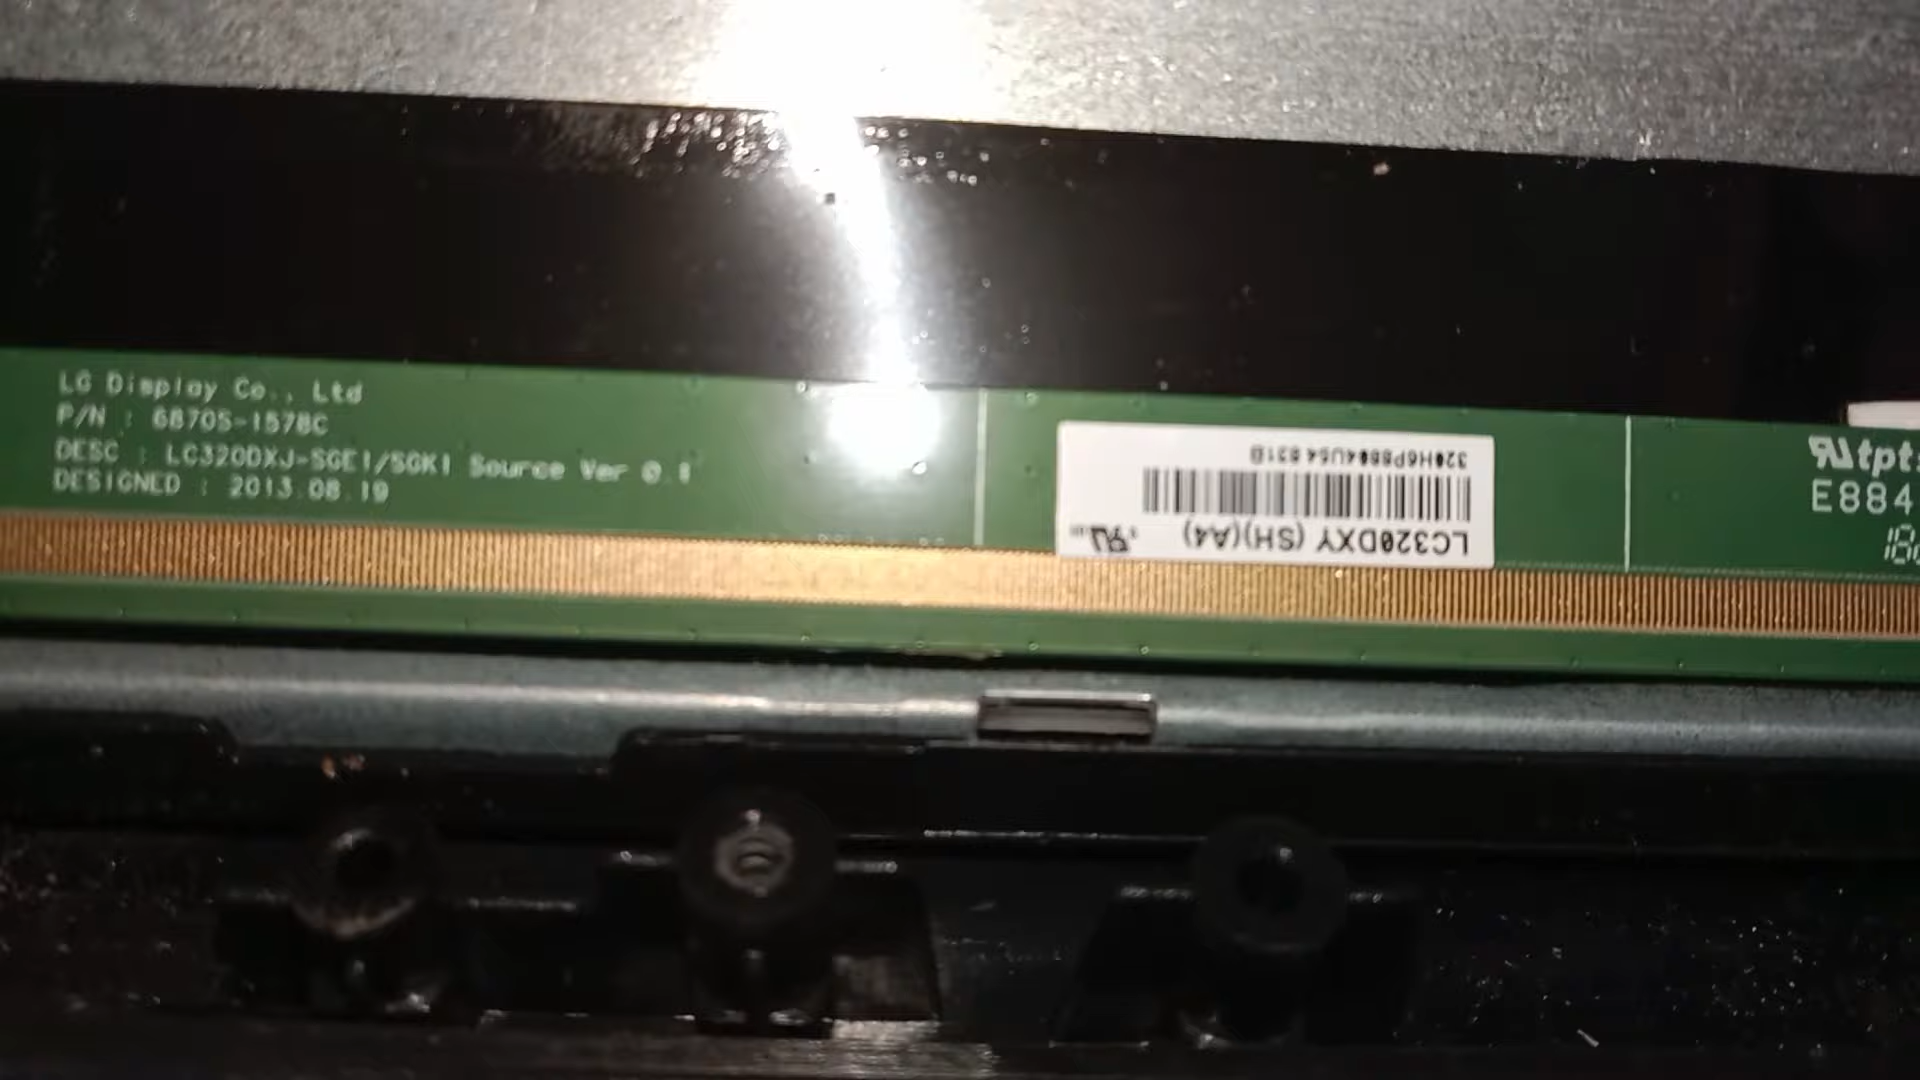 LG Display Co., Ltd
P/N : 6870S-1578C
DESC : LC320DXJ-SGE1/SGK1 Source Ver 0.1
DESIGNED : 2013.08.19
LC320DXY (SH)(A4)
tpt
E884